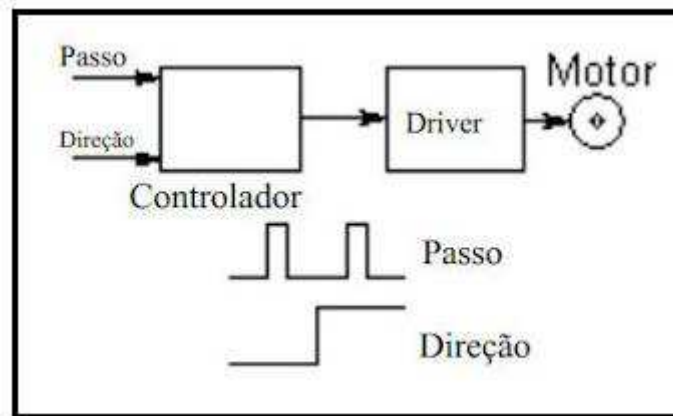 Passo
Motor
Direção
Driver
Controlador
Passo
Direção